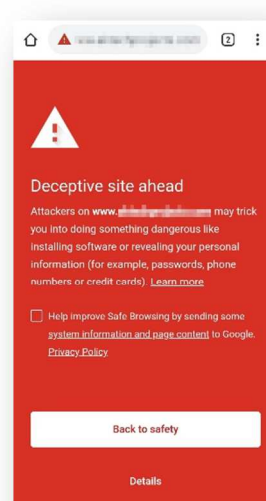 2
Deceptive site ahead
Attackers on www. may trick
you into doing something dangerous like
installing software or revealing your personal
information (for example, passwords, phone
numbers or credit cards). Learn more
Help improve Safe Browsing by sending some
system information and page content to Google.
Privacy Policy
Back to safety
Details